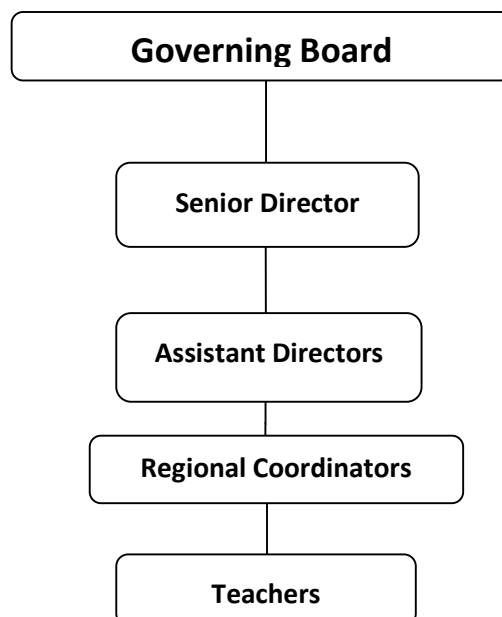 Governing Board
Senior Director
Assistant Directors
Regional Coordinators
Teachers